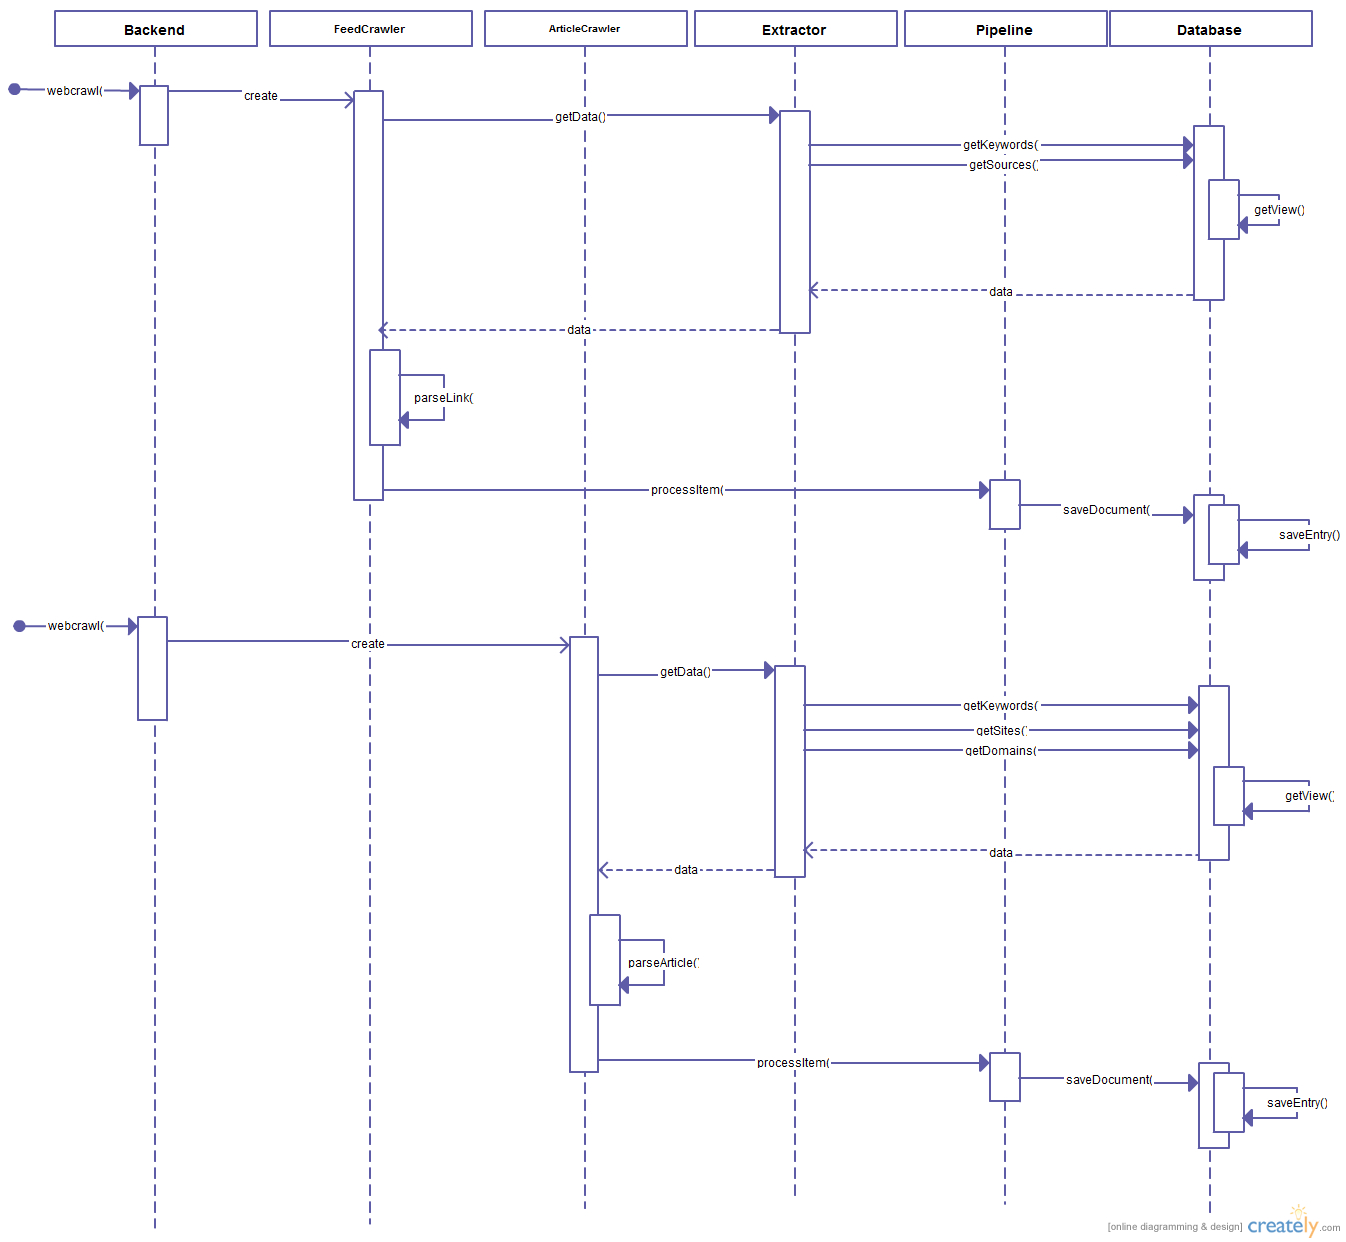 Backend
FeedCrawler
ArticleCrawler
Extractor
Pipeline
Database
webcrawl(
create
getData()
getKeywords(
getSources()
getView()
data
data
parseLink(
processItem(
saveDocument(
saveEntry()
webcrawl(
create
getData()
getKeywords(
getSites()
getDomains(
getView()
data
data
parseArticle()
processItem(
saveDocument(
saveEntry()
[online diagramming & design] creately.com